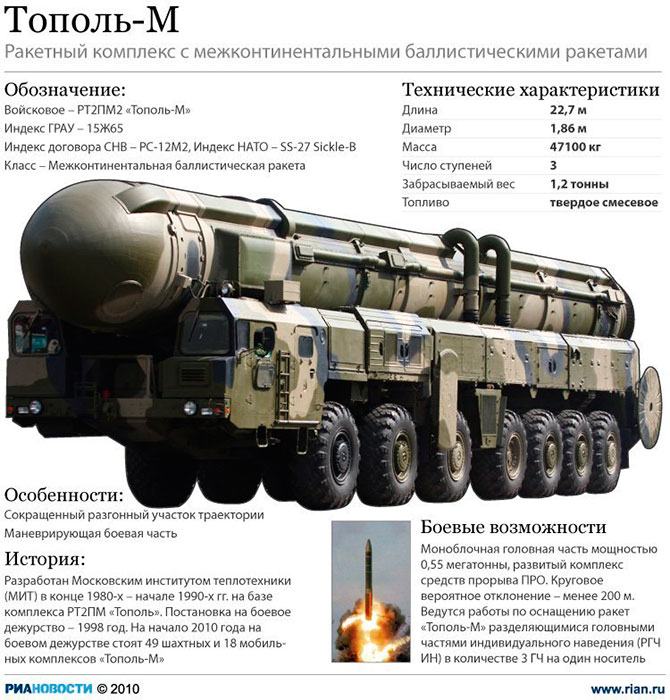 Тополь-М
Ракетный комплекс с межконтинентальными баллистическими ракетами
Обозначение:
Войсковое – РТ2ПМ2 «Тополь-М»
Индекс ГРАУ – 15Ж65
Индекс договора СНВ – РС-12М2, Индекс НАТО – SS-27 Sickle-B
Класс – Межконтинентальная баллистическая ракета
Технические характеристики
Длина 22,7 м
Диаметр 1,86 м
Масса 47100 кг
Число ступеней 3
Забрасываемый вес 1,2 тонны
Топливо твердое смесевое
Особенности:
Сокращенный разгонный участок траектории
Маневрирующая боевая часть
История:
Разработан Московским институтом теплотехники
(МИТ) в конце 1980-х – начале 1990-х гг. на базе
комплекса РТ2ПМ «Тополь». Постановка на боевое
дежурство – 1998 год. На начало 2010 года на
боевом дежурстве стоят 49 шахтных и 18 мобиль-
ных комплексов «Тополь-М»
Боевые возможности
Моноблочная головная часть мощностью
0,55 мегатонны, развитый комплекс
средств прорыва ПРО. Круговое
вероятное отклонение – менее 200 м.
Ведутся работы по оснащению ракет
«Тополь-М» разделяющимися головными
частями индивидуального наведения (РГЧ
ИН) в количестве 3 ГЧ на один носитель
РИАНОВОСТИ © 2010
www.rian.ru